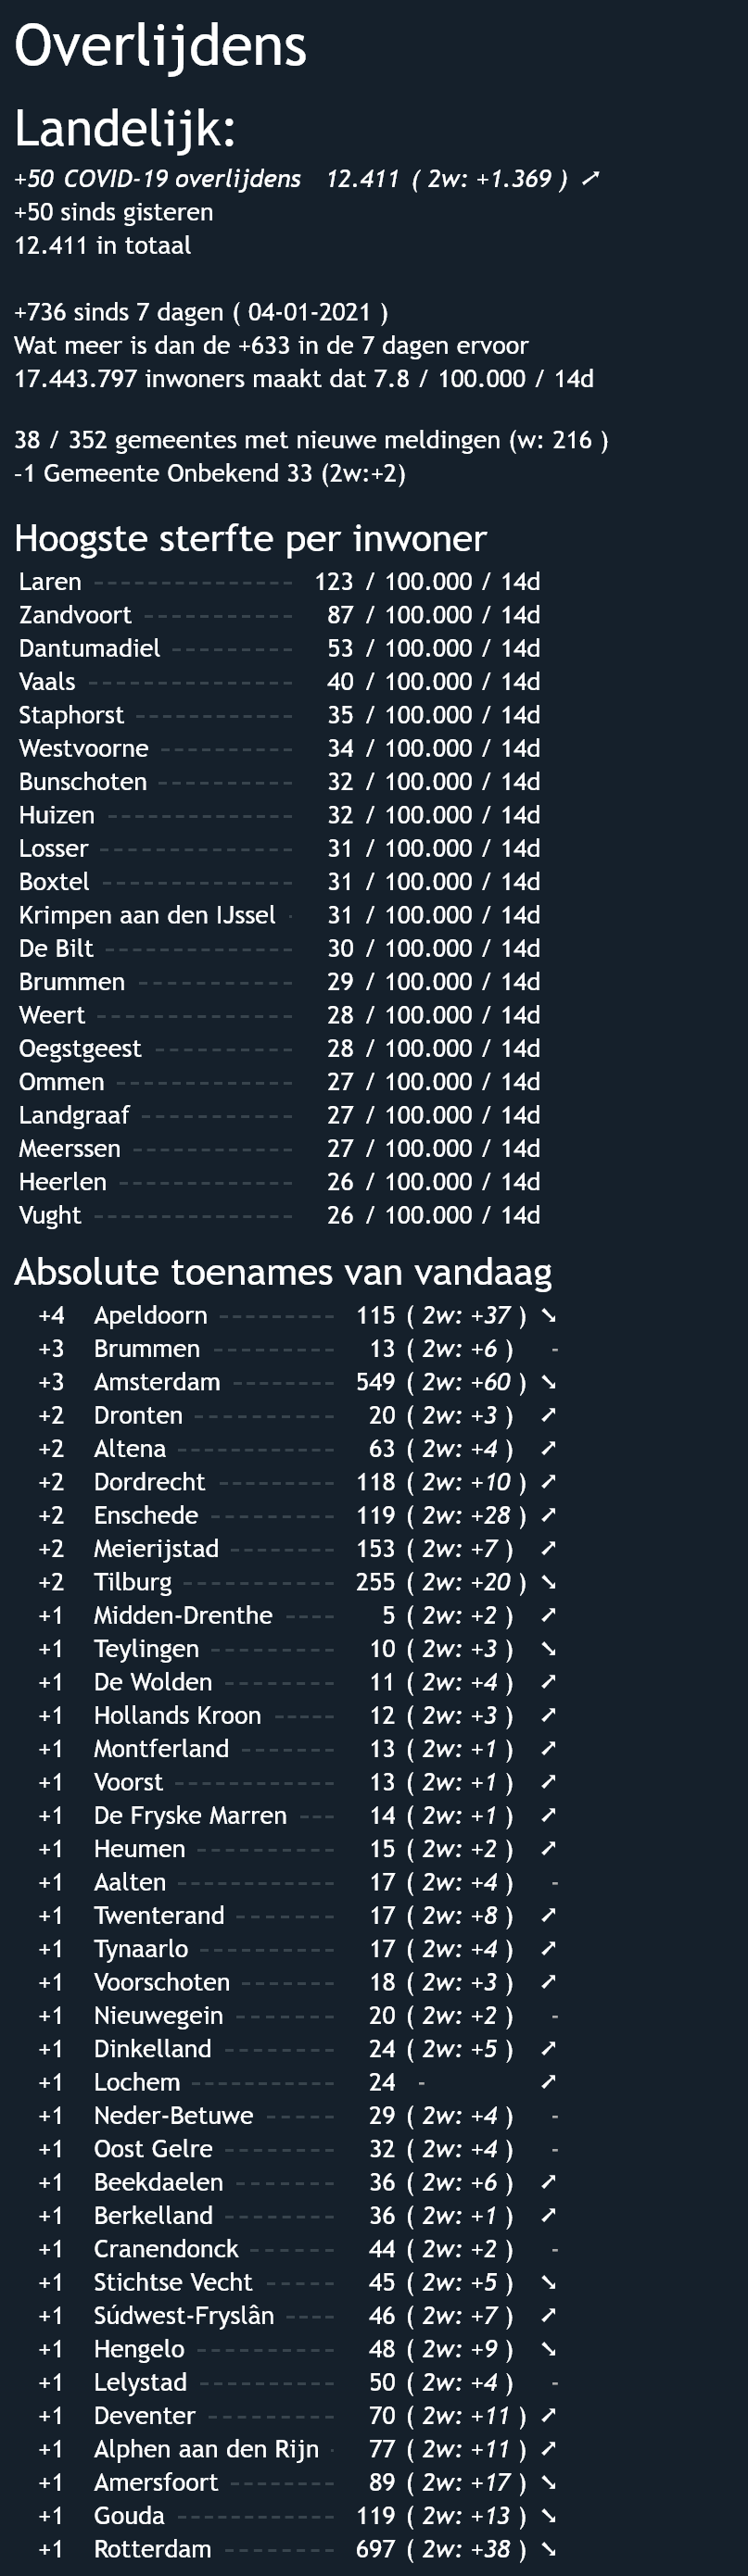 Overlijdens
Landelijk:
+50 COVID-19 overlijdens 12.411 ( 2w: +1.369 ) ➚
+50 sinds gisteren
12.411 in totaal
+736 sinds 7 dagen ( 04-01-2021 )
Wat meer is dan de +633 in de 7 dagen ervoor
17.443.797 inwoners maakt dat 7.8 / 100.000 / 14d
38 / 352 gemeentes met nieuwe meldingen (w: 216 )
-1 Gemeente Onbekend 33 (2w:+2)
Hoogste sterfte per inwoner
Laren --------------- 123 / 100.000 / 14d
Zandvoort ----------- 87 / 100.000 / 14d
Dantumadiel --------- 53 / 100.000 / 14d
Vaals --------------- 40 / 100.000 / 14d
Staphorst ----------- 35 / 100.000 / 14d
Westvoorne ---------- 34 / 100.000 / 14d
Bunschoten ---------- 32 / 100.000 / 14d
Huizen -------------- 32 / 100.000 / 14d
Losser -------------- 31 / 100.000 / 14d
Boxtel -------------- 31 / 100.000 / 14d
Krimpen aan den IJssel - 31 / 100.000 / 14d
De Bilt -------------- 30 / 100.000 / 14d
Brummen ------------ 29 / 100.000 / 14d
Weert --------------- 28 / 100.000 / 14d
Oegstgeest ---------- 28 / 100.000 / 14d
Ommen ------------- 27 / 100.000 / 14d
Landgraaf ----------- 27 / 100.000 / 14d
Meerssen ------------ 27 / 100.000 / 14d
Heerlen ------------- 26 / 100.000 / 14d
Vught --------------- 26 / 100.000 / 14d
Absolute toenames van vandaag
+4 Apeldoorn --------- 115 ( 2w: +37 ) ➘
+3 Brummen --------- 13 ( 2w: +6 ) -
+3 Amsterdam -------- 549 ( 2w: +60 ) ➘
+2 Dronten ----------- 20 ( 2w: +3 ) ➚
+2 Altena ------------ 63 ( 2w: +4 ) ➚
+2 Dordrecht --------- 118 ( 2w: +10 ) ➚
+2 Enschede ---------- 119 ( 2w: +28 ) ➚
+2 Meierijstad -------- 153 ( 2w: +7 ) ➚
+2 Tilburg ------------ 255 ( 2w: +20 ) ➘
+1 Midden-Drenthe ---- 5 ( 2w: +2 ) ➚
+1 Teylingen ---------- 10 ( 2w: +3 ) ➘
+1 De Wolden --------- 11 ( 2w: +4 ) ➚
+1 Hollands Kroon ----- 12 ( 2w: +3 ) ➚
+1 Montferland ------- 13 ( 2w: +1 ) ➚
+1 Voorst ------------ 13 ( 2w: +1 ) ➚
+1 De Fryske Marren --- 14 ( 2w: +1 ) ➚
+1 Heumen ---------- 15 ( 2w: +2 ) ➚
+1 Aalten ------------ 17 ( 2w: +4 ) -
+1 Twenterand -------- 17 ( 2w: +8 ) ➚
+1 Tynaarlo ---------- 17 ( 2w: +4 ) ➚
+1 Voorschoten ------- 18 ( 2w: +3 ) ➚
+1 Nieuwegein -------- 20 ( 2w: +2 ) -
+1 Dinkelland --------- 24 ( 2w: +5 ) ➚
+1 Lochem ----------- 24 - ➚
+1 Neder-Betuwe ----- 29 ( 2w: +4 ) -
+1 Oost Gelre --------- 32 ( 2w: +4 ) -
+1 Beekdaelen -------- 36 ( 2w: +6 ) ➚
+1 Berkelland --------- 36 ( 2w: +1 ) ➚
+1 Cranendonck ------ 44 ( 2w: +2 ) -
+1 Stichtse Vecht ----- 45 ( 2w: +5 ) ➘
+1 Súdwest-Fryslân ---- 46 ( 2w: +7 ) ➚
+1 Hengelo ---------- 48 ( 2w: +9 ) ➘
+1 Lelystad ---------- 50 ( 2w: +4 ) -
+1 Deventer --------- 70 ( 2w: +11 ) ➚
+1 Alphen aan den Rijn - 77 ( 2w: +11 ) ➚
+1 Amersfoort -------- 89 ( 2w: +17 ) ➘
+1 Gouda ------------ 119 ( 2w: +13 ) ➘
+1 Rotterdam --------- 697 ( 2w: +38 ) ➘